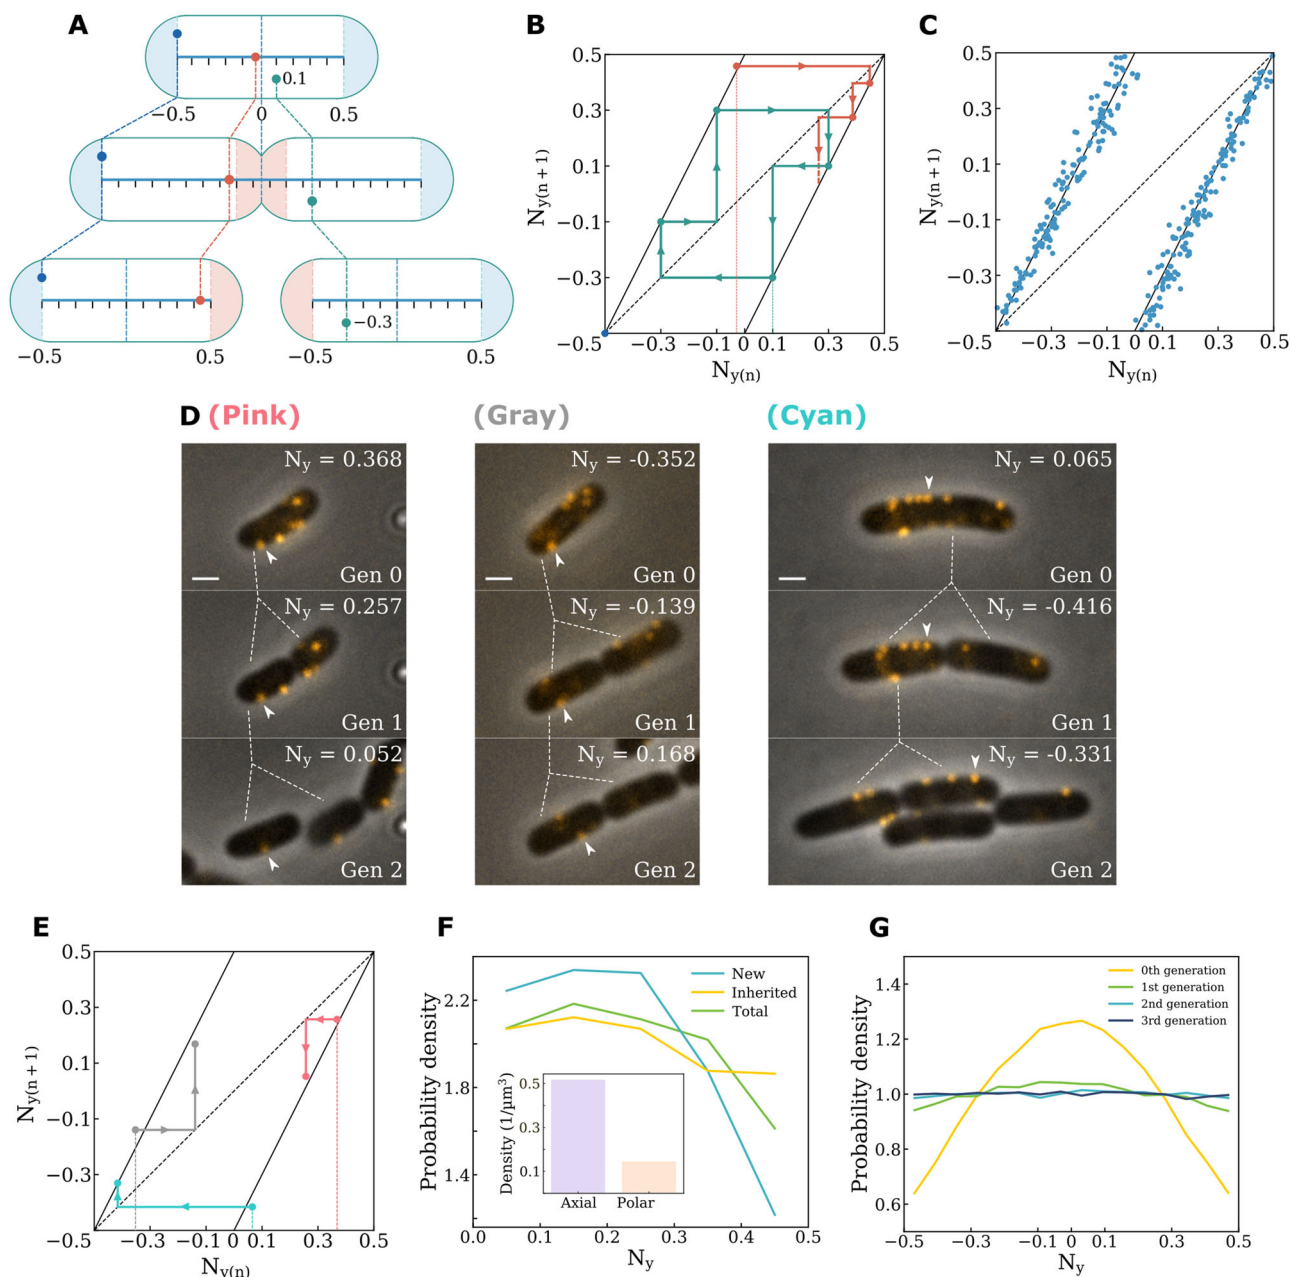 A
0.1
−0.5
0
0.5
−0.3
−0.5
0.5
−0.5
0.5
B
0.5
0.3
0.1
−0.1
−0.3
−0.5
−0.3
−0.1
0.1
0.3
0.5
Ny(n + 1)
Ny(n)
C
0.5
0.3
0.1
−0.1
−0.3
−0.5
−0.3
−0.1
0
0.1
0.3
0.5
Ny(n + 1)
Ny(n)
D (Pink)
(Gray)
(Cyan)
Ny = 0.368
Gen 0
Ny = 0.257
Gen 1
Ny = 0.052
Gen 2
Ny = -0.352
Gen 0
Ny = -0.139
Gen 1
Ny = 0.168
Gen 2
Ny = 0.065
Gen 0
Ny = -0.416
Gen 1
Ny = -0.331
Gen 2
E
0.5
0.3
0.1
−0.1
−0.3
−0.5
−0.3
−0.1
0
0.1
0.3
0.5
Ny(n + 1)
Ny(n)
F
New
Inherited
Total
2.2
2.0
1.8
1.6
1.4
Probability density
0.5
0.3
0.1
Density (1/μm³)
Axial
Polar
0.0
0.1
0.2
0.3
0.4
0.5
Ny
G
0th generation
1st generation
2nd generation
3rd generation
1.4
1.2
1.0
0.8
0.6
Probability density
−0.5
−0.3
−0.1
0
0.1
0.3
0.5
Ny